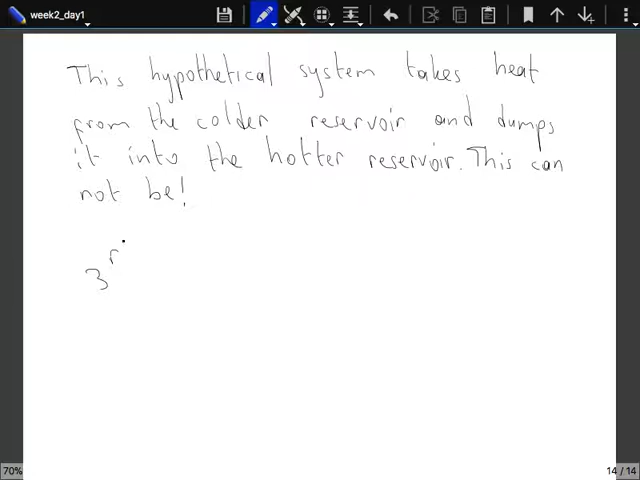 week2_day1
This hypothetical system takes heat
from the colder reservoir and dumps
it into the hotter reservoir. This can
not be!
3^r
70%
14 / 14